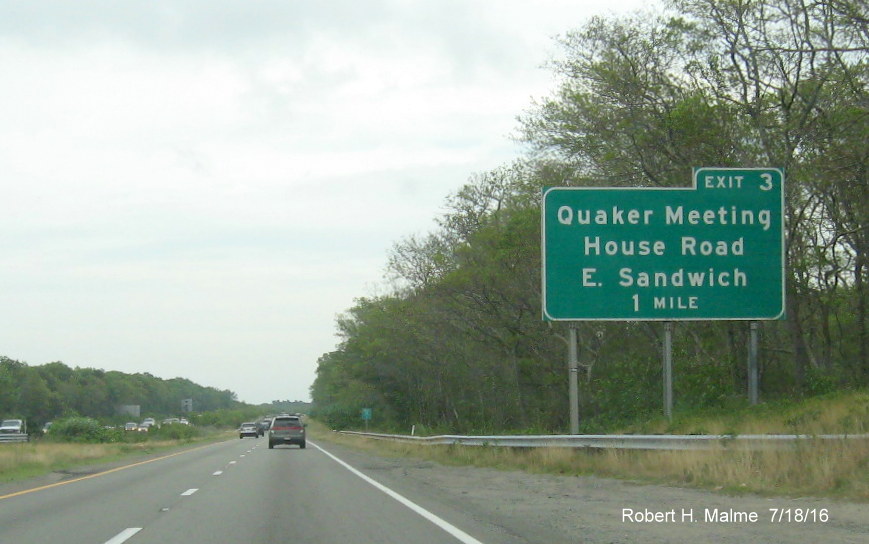 EXIT 3
Quaker Meeting
House Road
E. Sandwich
1 MILE
Robert H. Malme 7/18/16